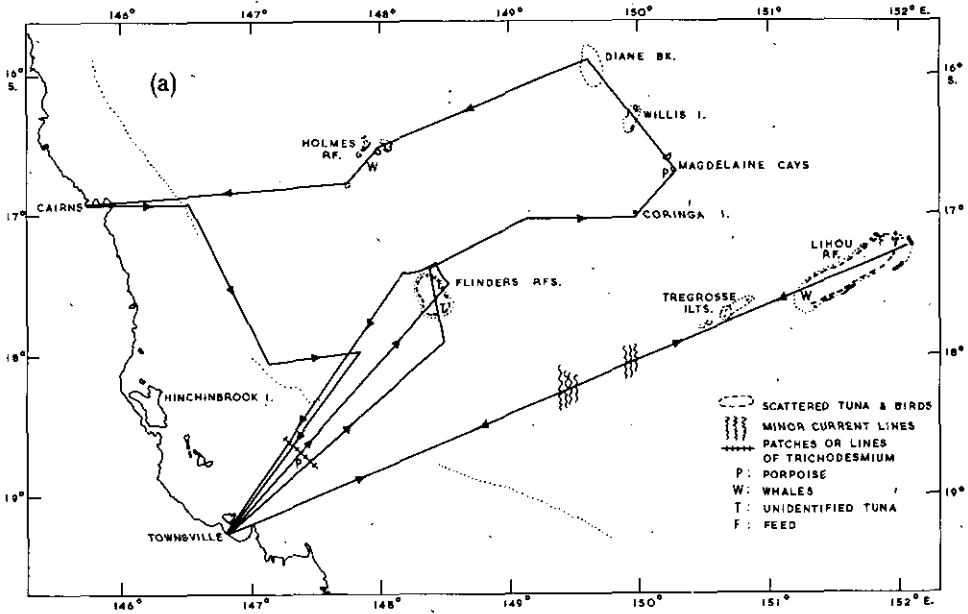 146° 147° 148° 149° 150° 151° 152° E.
(a)
16° S.
16° S.
DIANE BK.
WILLIS I.
HOLMES RF.
W
MAGDELAINE CAYS
P
CAIRNS
17°
17°
CORINGA I.
LIHOU RF.
F T
W
FLINDERS RFS.
T
T
TREGROSSE ILTS.
18°
18°
HINCHINBROOK I.
P
SCATTERED TUNA & BIRDS
MINOR CURRENT LINES
PATCHES OR LINES
OF TRICHODESMIUM
P: PORPOISE
W: WHALES
T: UNIDENTIFIED TUNA
F: FEED
19°
19°
TOWNSVILLE
146° 147° 148° 149° 150° 151° 152° E.